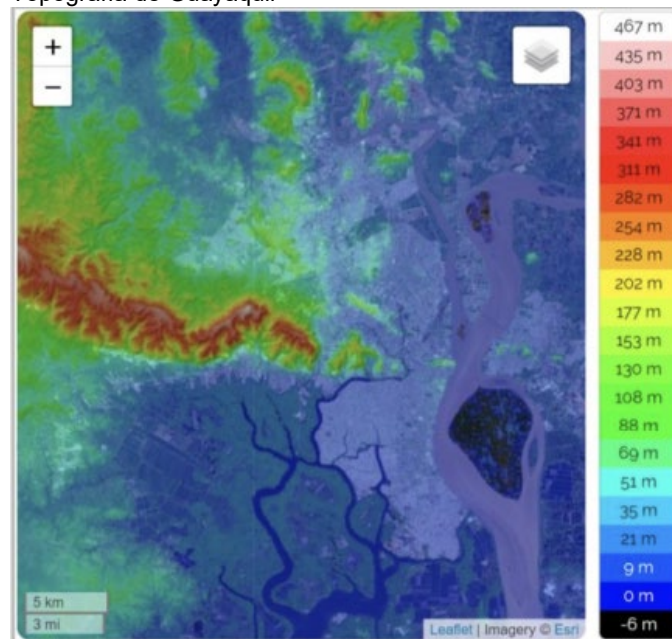 +
−
467 m
435 m
403 m
371 m
341 m
311 m
282 m
254 m
228 m
202 m
177 m
153 m
130 m
108 m
88 m
69 m
51 m
35 m
21 m
9 m
0 m
-6 m
5 km
3 mi
Leaflet | Imagery © Esri